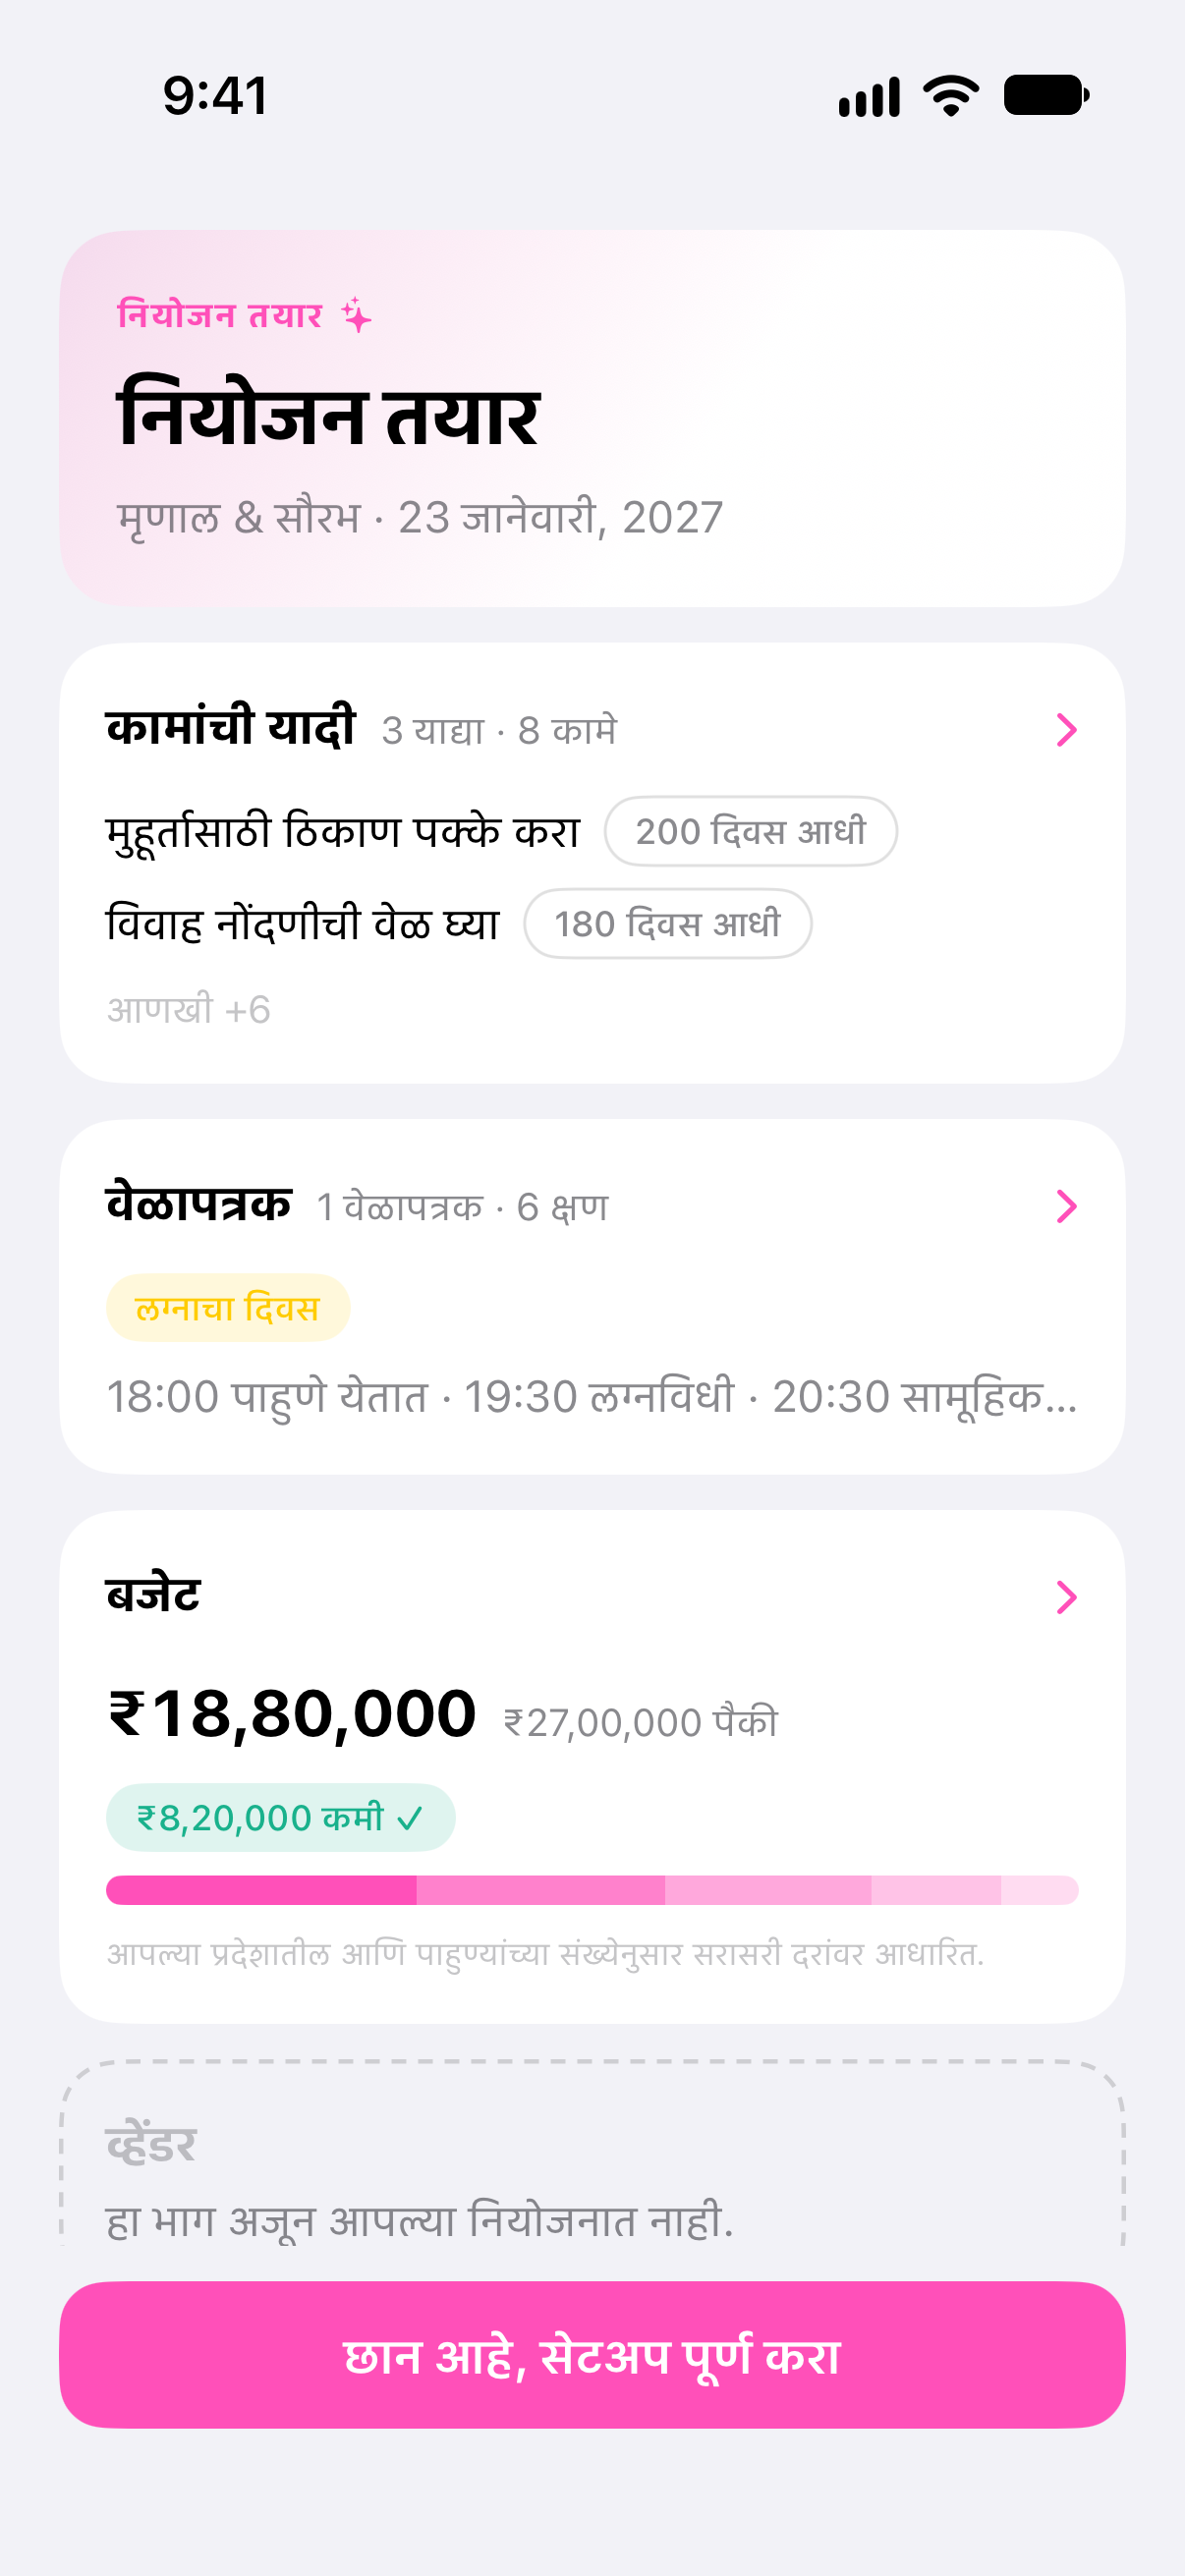 9:41
नियोजन तयार
नियोजन तयार
मृणाल & सौरभ · 23 जानेवारी, 2027
कामांची यादी 3 याद्या · 8 कामे
मुहूर्तासाठी ठिकाण पक्के करा 200 दिवस आधी
विवाह नोंदणीची वेळ घ्या 180 दिवस आधी
आणखी +6
वेळापत्रक 1 वेळापत्रक · 6 क्षण
लग्नाचा दिवस
18:00 पाहुणे येतात · 19:30 लग्नविधी · 20:30 सामूहिक...
बजेट
₹18,80,000 ₹27,00,000 पैकी
₹8,20,000 कमी ✓
आपल्या प्रदेशातील आणि पाहुण्यांच्या संख्येनुसार सरासरी दरांवर आधारित.
व्हेंडर
हा भाग अजून आपल्या नियोजनात नाही.
छान आहे, सेटअप पूर्ण करा